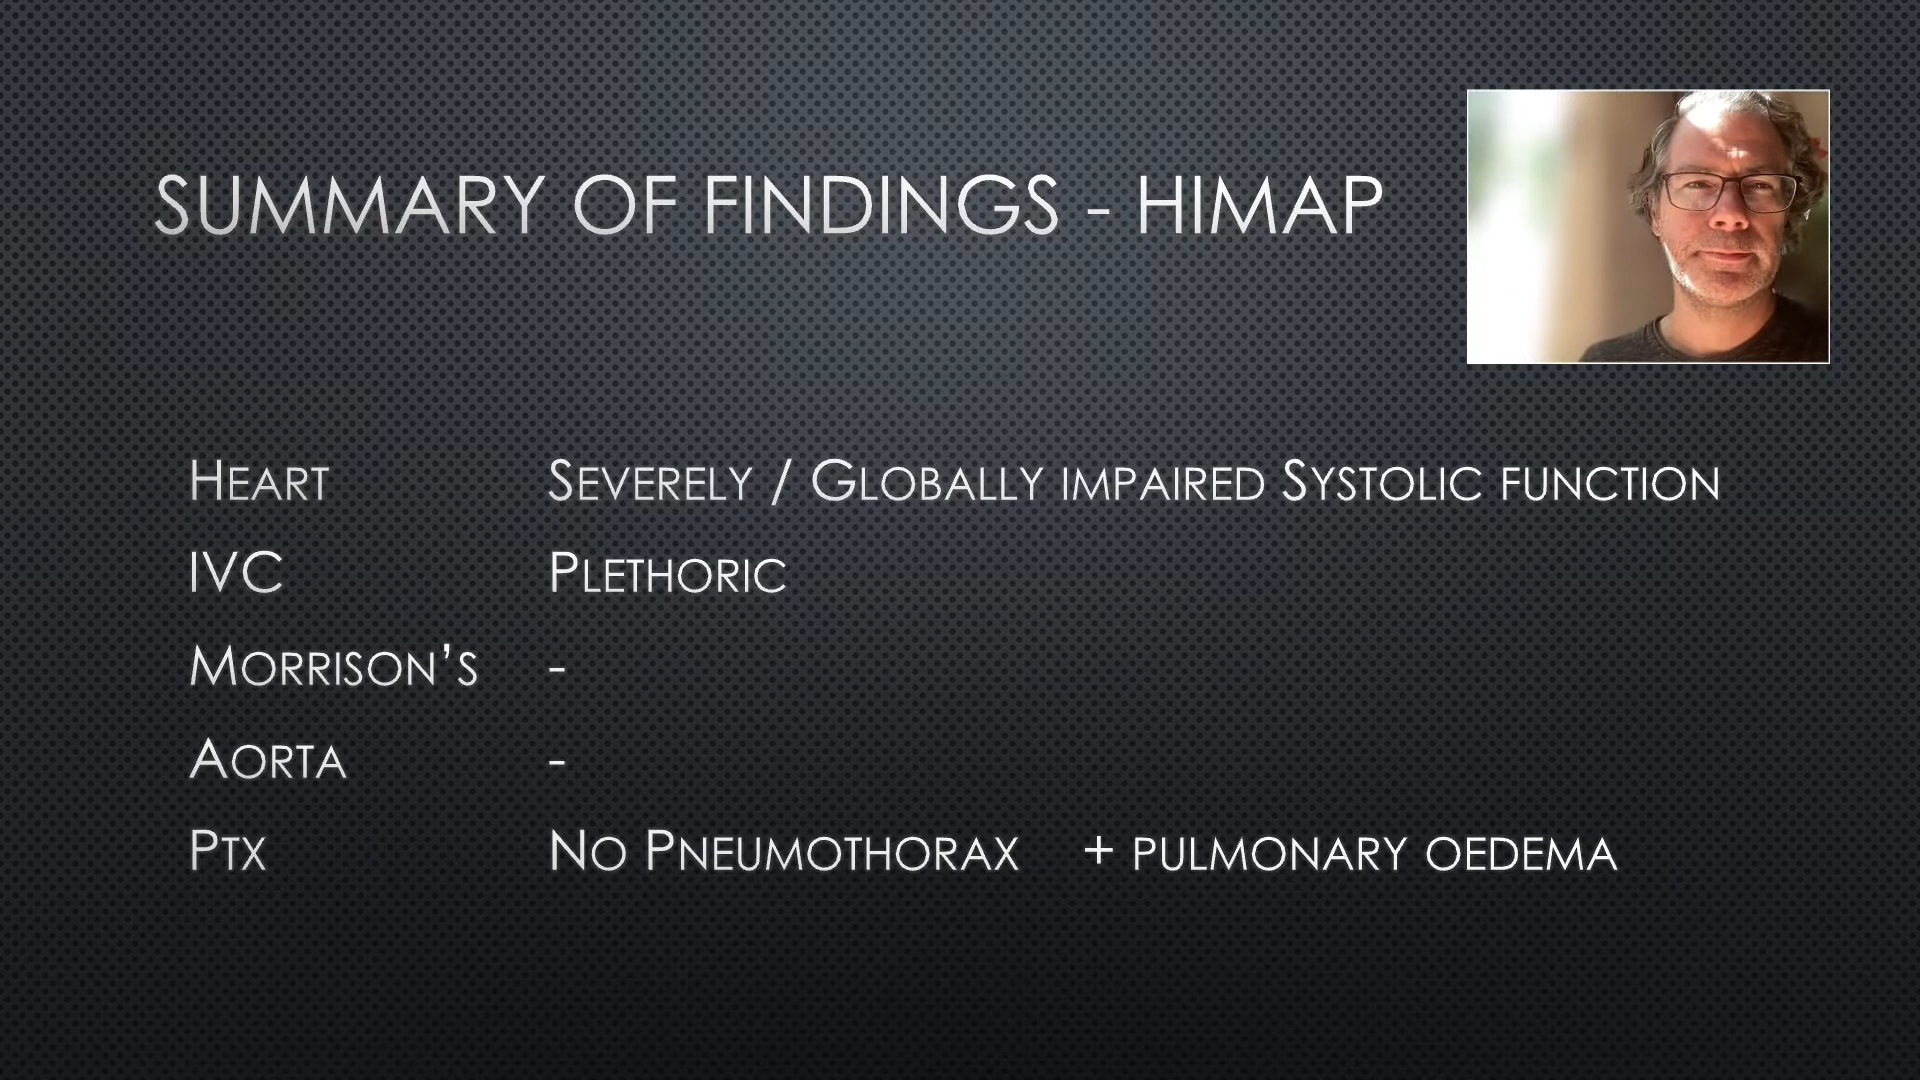 SUMMARY OF FINDINGS - HIMAP
HEART SEVERELY / GLOBALLY IMPAIRED SYSTOLIC FUNCTION
IVC PLETHORIC
MORRISON’S -
AORTA -
PTX NO PNEUMOTHORAX + PULMONARY OEDEMA